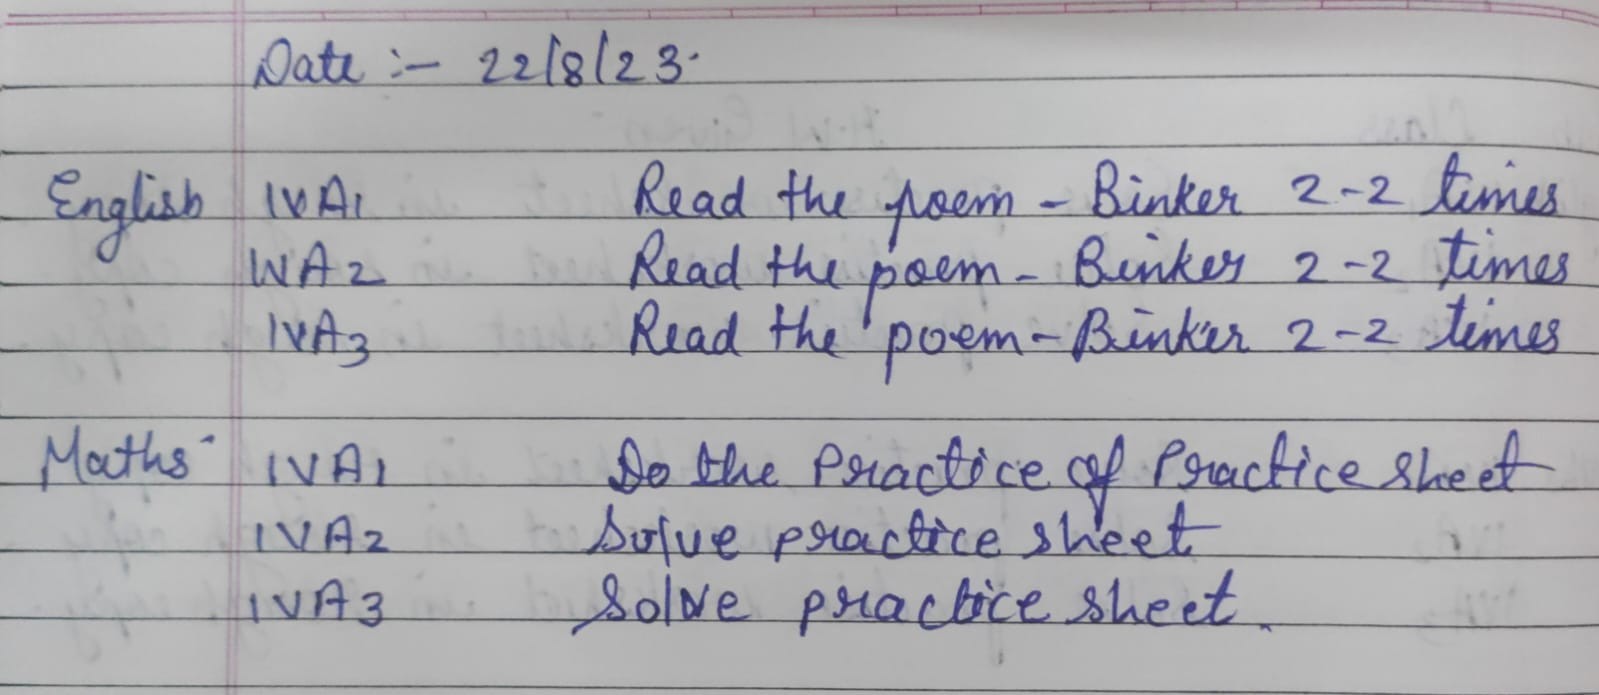 Date :- 22/8/23.
English IVA1 Read the poem - Binker 2-2 times
IVA2 Read the poem - Binker 2-2 times
IVA3 Read the poem - Binker 2-2 times
Maths IVA1 Do the Practice of Practice sheet
IVA2 Solve practice sheet
IVA3 Solve practice sheet.